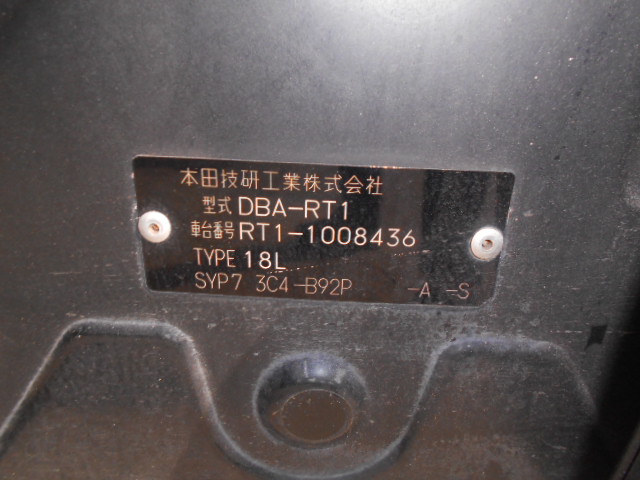 本田技研工業株式会社
型式 DBA-RT1
車台番号 RT1-1008436
TYPE 18L
SYP7 3C4-B92P -A -S